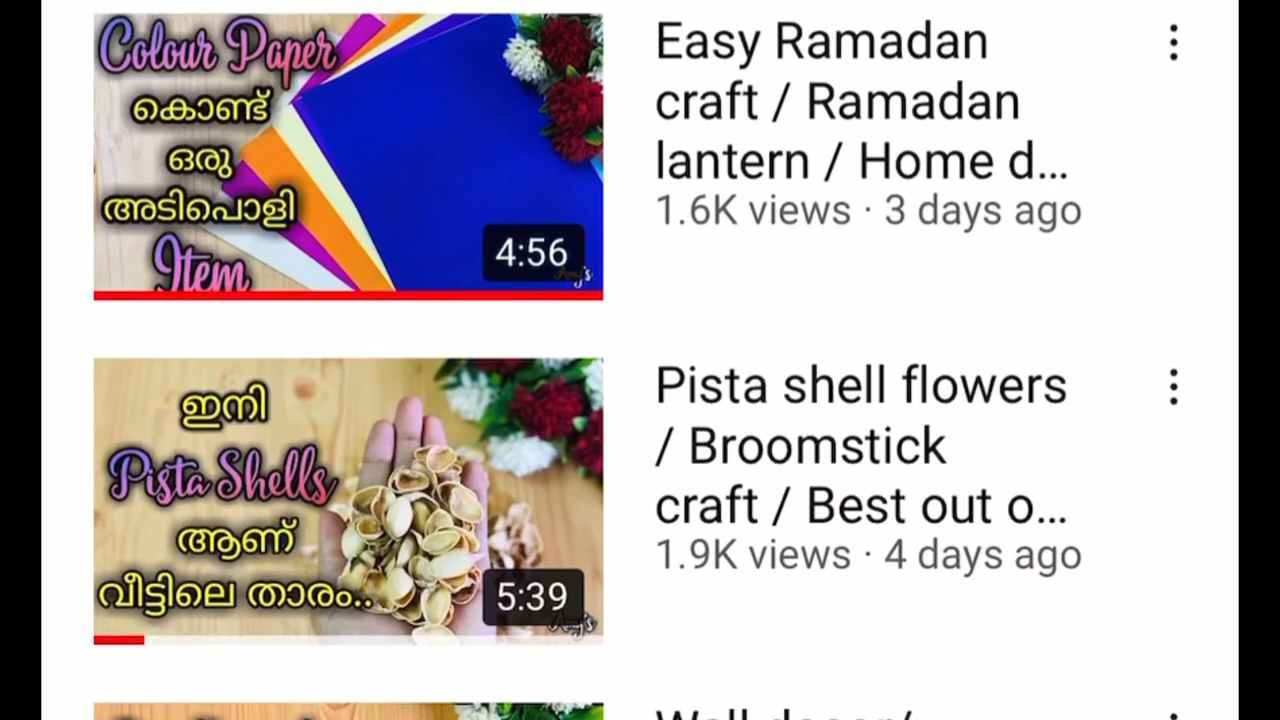 Colour Paper
കൊണ്ട്
ഒരു
അടിപൊളി
Item
4:56
Easy Ramadan
craft / Ramadan
lantern / Home d...
1.6K views · 3 days ago
ഇനി
Pista Shells
ആണ്
വീട്ടിലെ താരം..
5:39
Pista shell flowers
/ Broomstick
craft / Best out o...
1.9K views · 4 days ago
Wall decor/